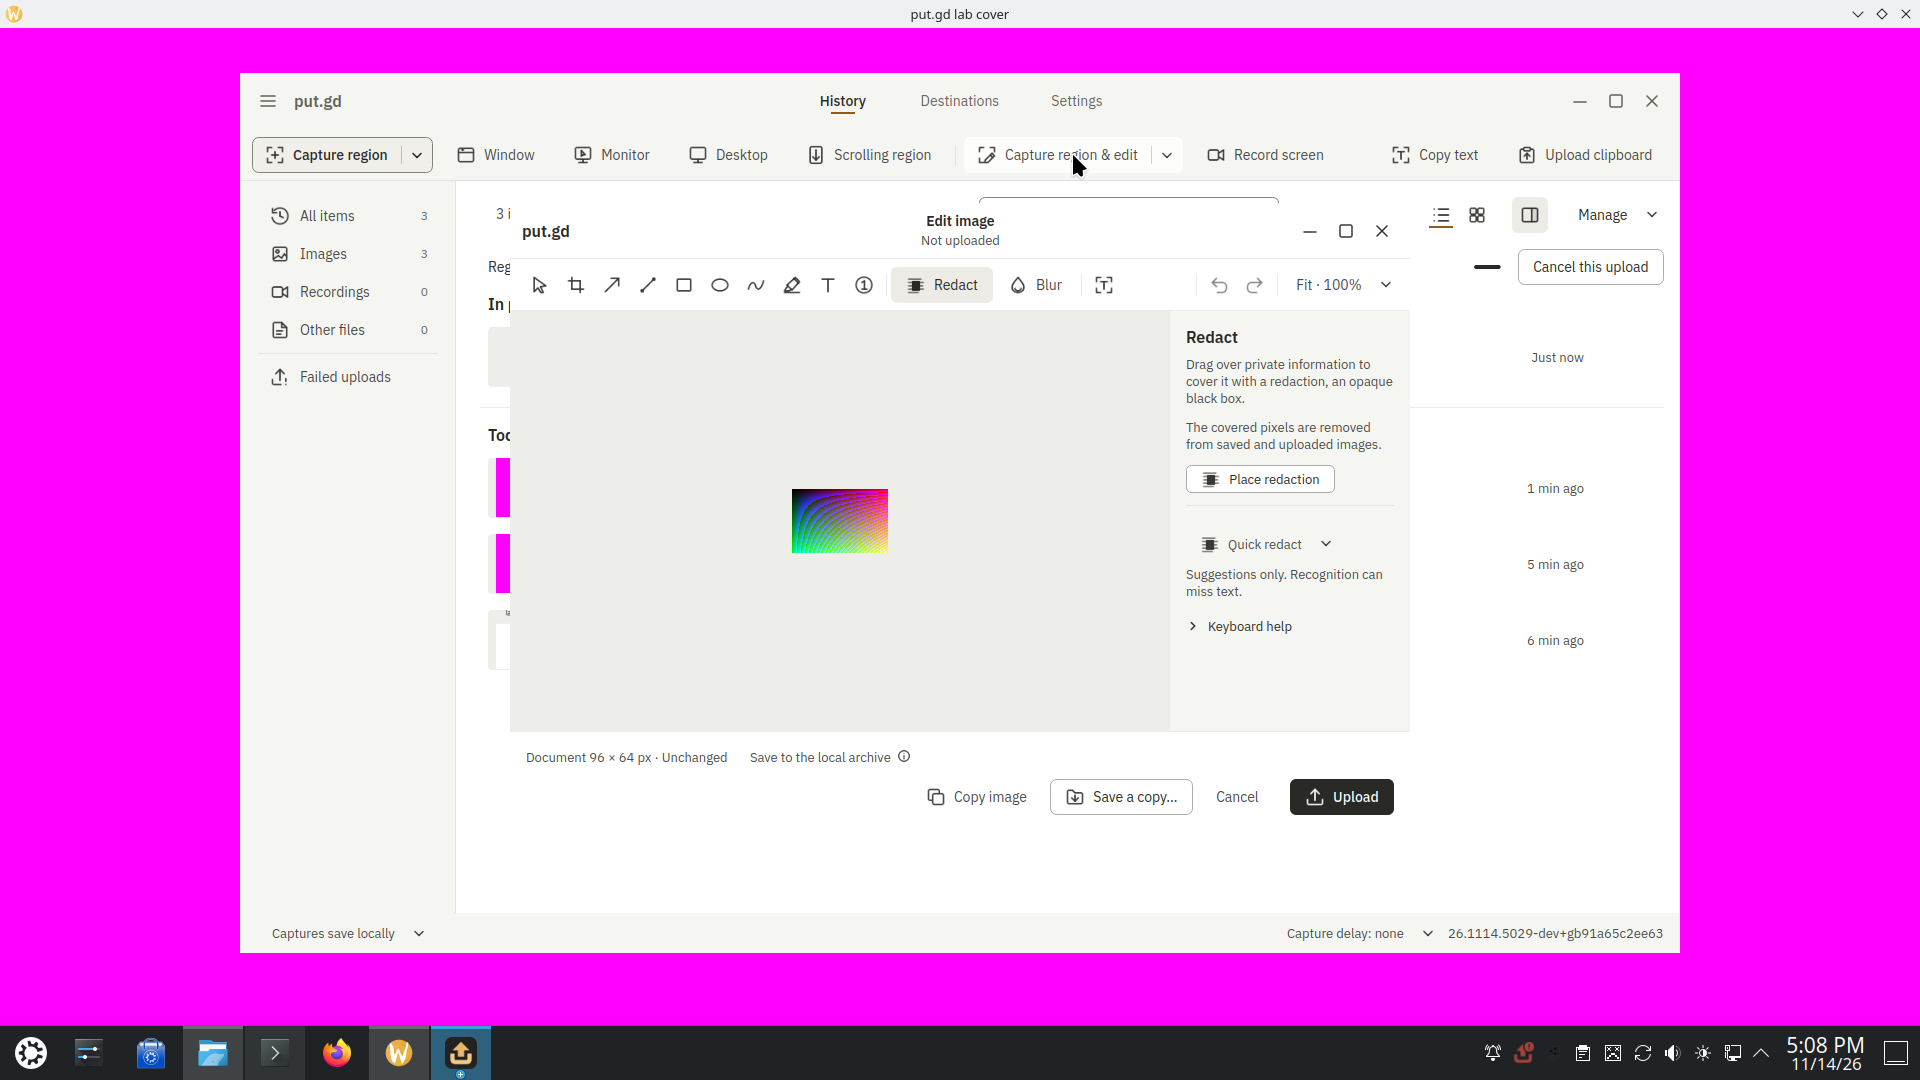 put.gd lab cover
put.gd
History
Destinations
Settings
Capture region
Window
Monitor
Desktop
Scrolling region
Capture region & edit
Record screen
Copy text
Upload clipboard
All items 3
Images 3
Recordings 0
Other files 0
Failed uploads
3 i
Manage
Reg
Cancel this upload
In p
Just now
Tod
1 min ago
5 min ago
6 min ago
put.gd
Edit image
Not uploaded
Redact
Blur
Fit · 100%
Redact
Drag over private information to
cover it with a redaction, an opaque
black box.
The covered pixels are removed
from saved and uploaded images.
Place redaction
Quick redact
Suggestions only. Recognition can
miss text.
Keyboard help
Document 96 × 64 px · Unchanged
Save to the local archive
Copy image
Save a copy...
Cancel
Upload
Captures save locally
Capture delay: none
26.1114.5029-dev+gb91a65c2ee63
5:08 PM
11/14/26